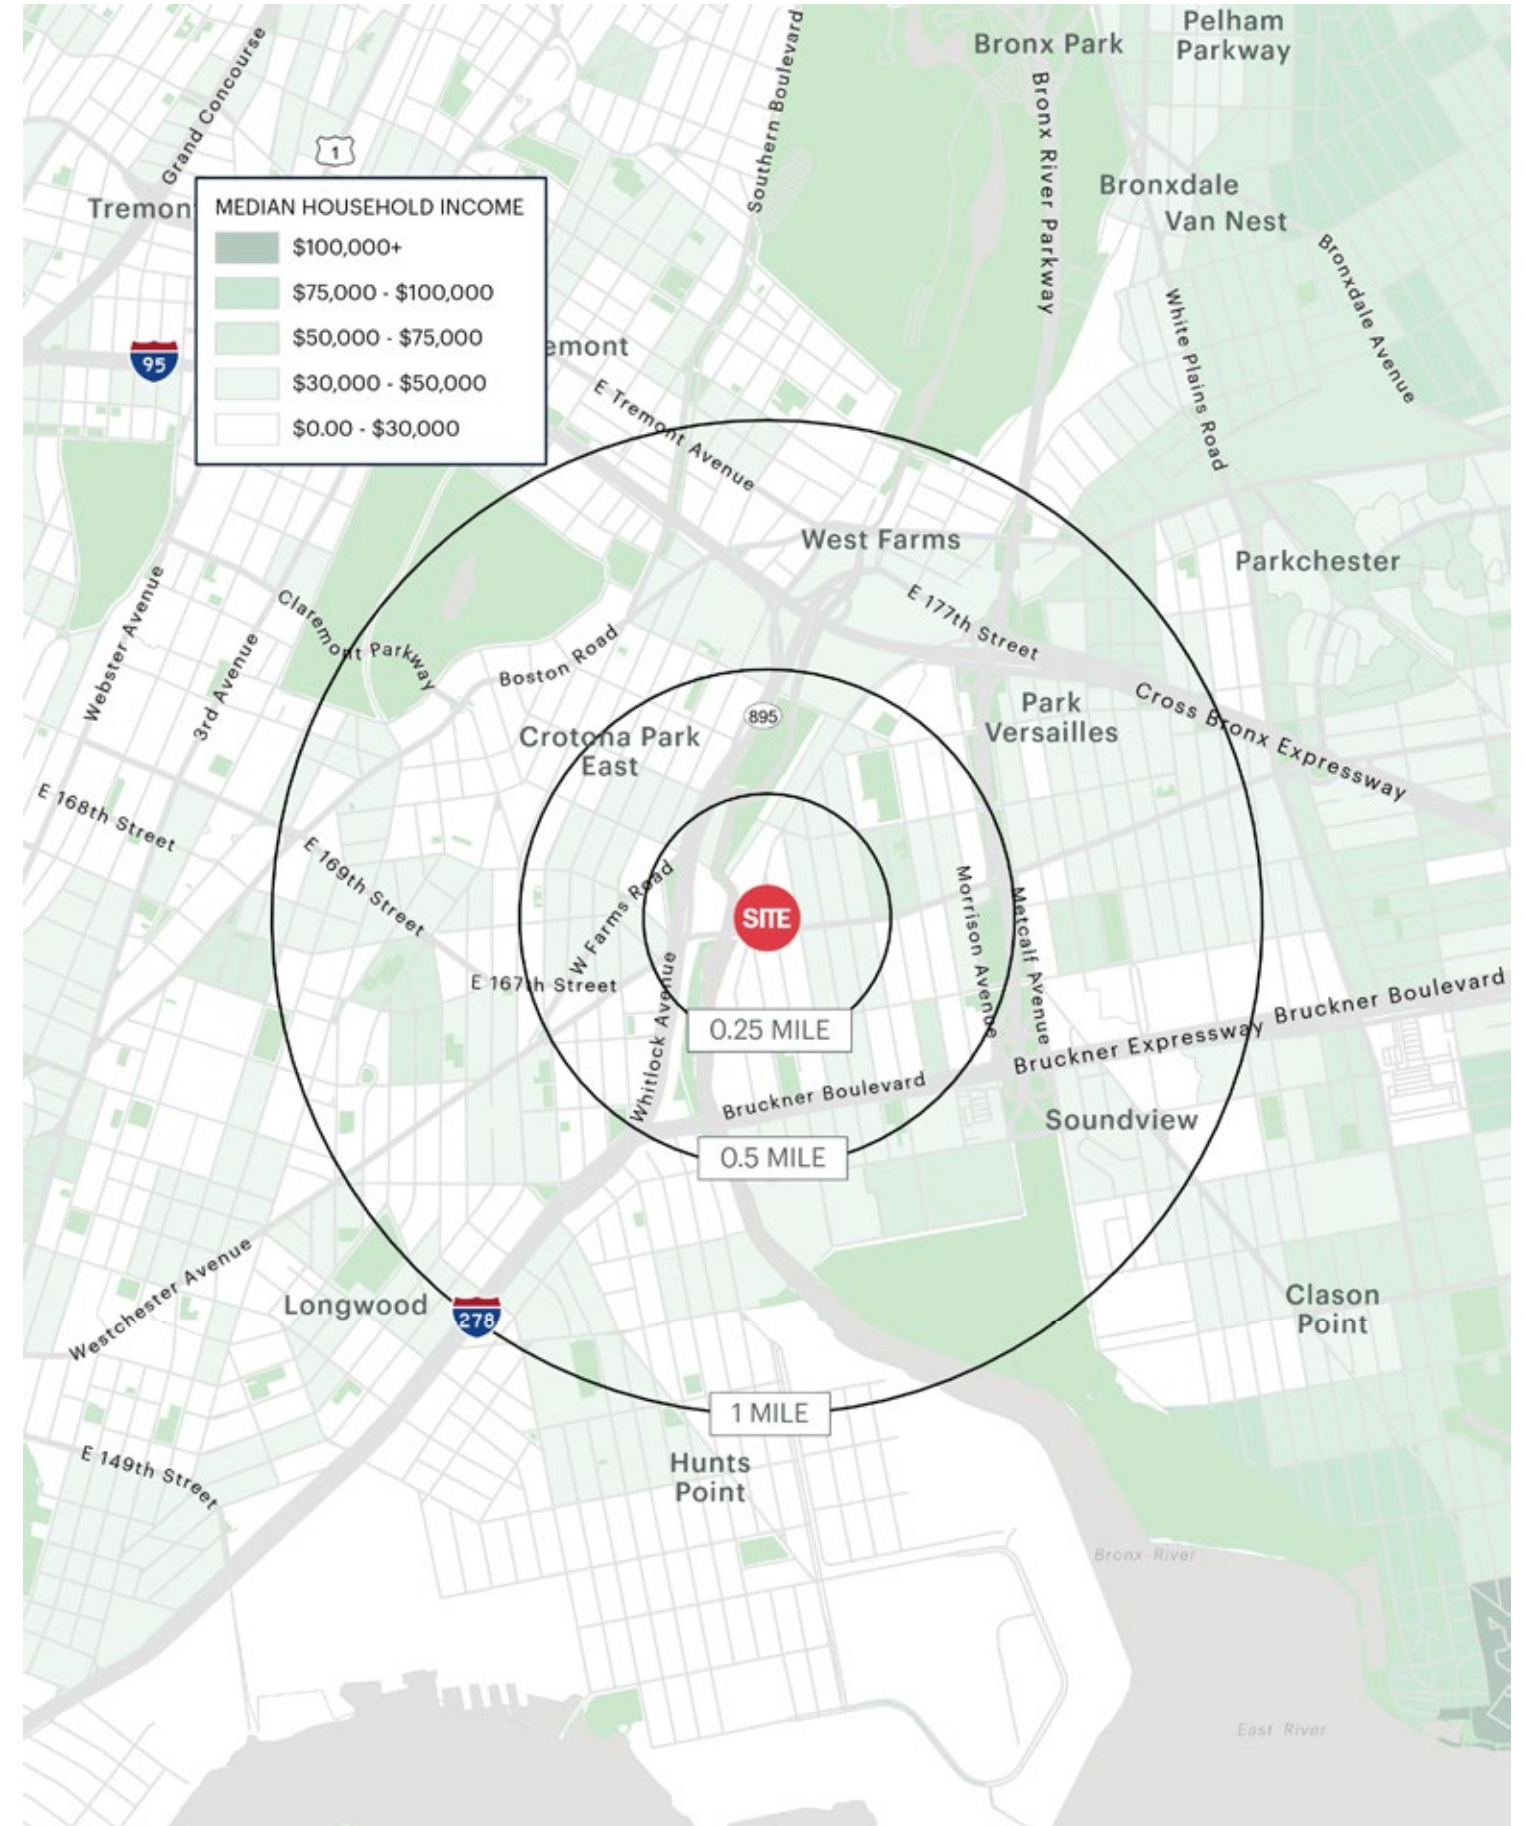 Pelham
Parkway
Bronx Park
Grand Concourse
Southern Boulevard
Bronx River Parkway
1
Bronxdale
Van Nest
Tremon
MEDIAN HOUSEHOLD INCOME
$100,000+
$75,000 - $100,000
$50,000 - $75,000
$30,000 - $50,000
$0.00 - $30,000
Bronxdale Avenue
White Plains Road
95
emont
E Tremont Avenue
West Farms
Parkchester
Webster Avenue
Claremont Parkway
3rd Avenue
Boston Road
E 177th Street
Park
Versailles
Cross Bronx Expressway
895
Crotona Park
East
E 168th Street
E 169th Street
W Farms Road
SITE
Morrison Avenue
Metcalf Avenue
E 167th Street
Whitlock Avenue
0.25 MILE
Bruckner Boulevard
Bruckner Expressway
Bruckner Boulevard
Soundview
0.5 MILE
Westchester Avenue
Longwood
278
Clason
Point
1 MILE
Hunts
Point
E 149th Street
Bronx River
East River